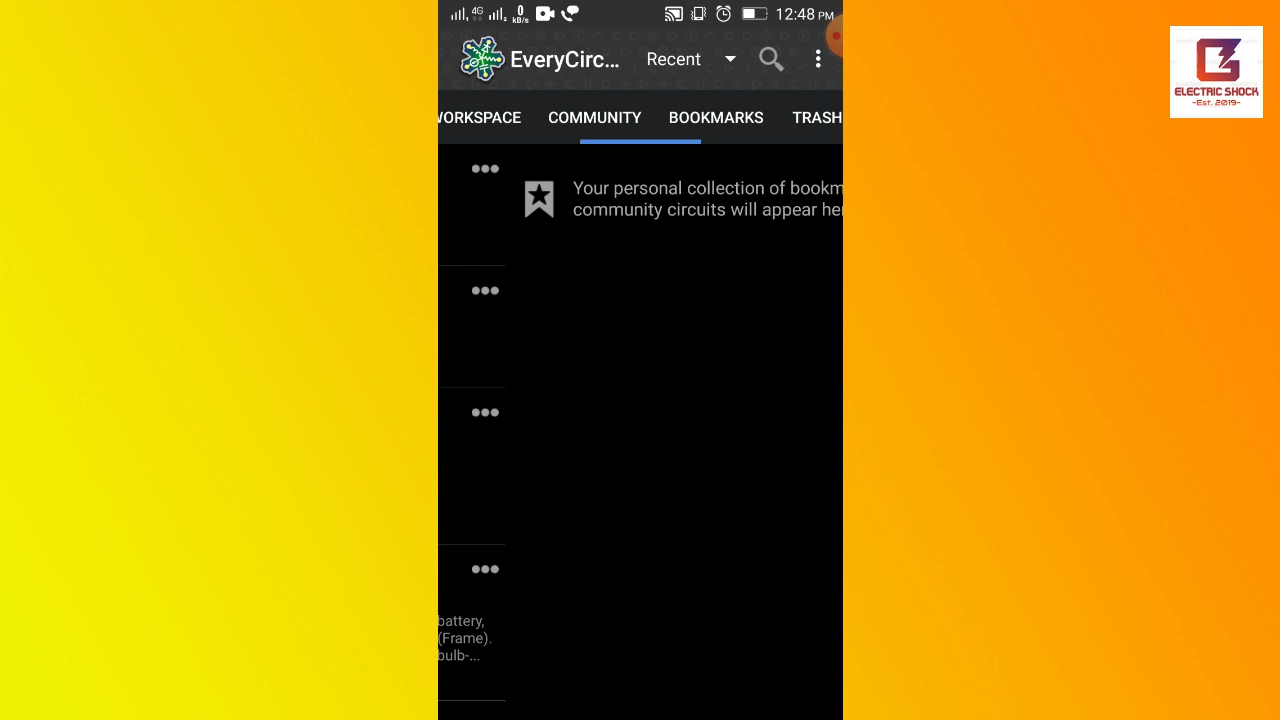 4G
0
kB/s
12:48 PM
EveryCirc...
Recent
WORKSPACE
COMMUNITY
BOOKMARKS
TRASH
Your personal collection of bookm
community circuits will appear her
battery,
(Frame).
bulb-...
ELECTRIC SHOCK
-Est. 2019-